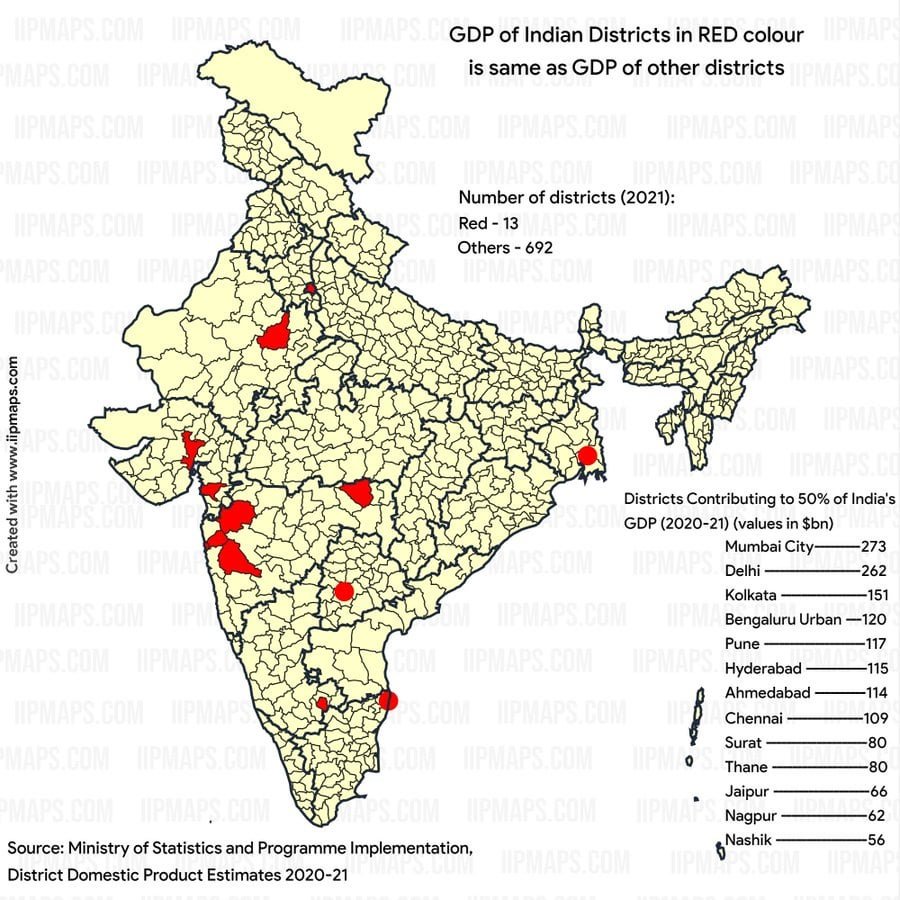 GDP of Indian Districts in RED colour
is same as GDP of other districts
Number of districts (2021):
Red - 13
Others - 692
Created with www.iipmaps.com
Districts Contributing to 50% of India's
GDP (2020-21) (values in $bn)
Mumbai City 273
Delhi 262
Kolkata 151
Bengaluru Urban 120
Pune 117
Hyderabad 115
Ahmedabad 114
Chennai 109
Surat 80
Thane 80
Jaipur 66
Nagpur 62
Nashik 56
Source: Ministry of Statistics and Programme Implementation,
District Domestic Product Estimates 2020-21
IIPMAPS.COM